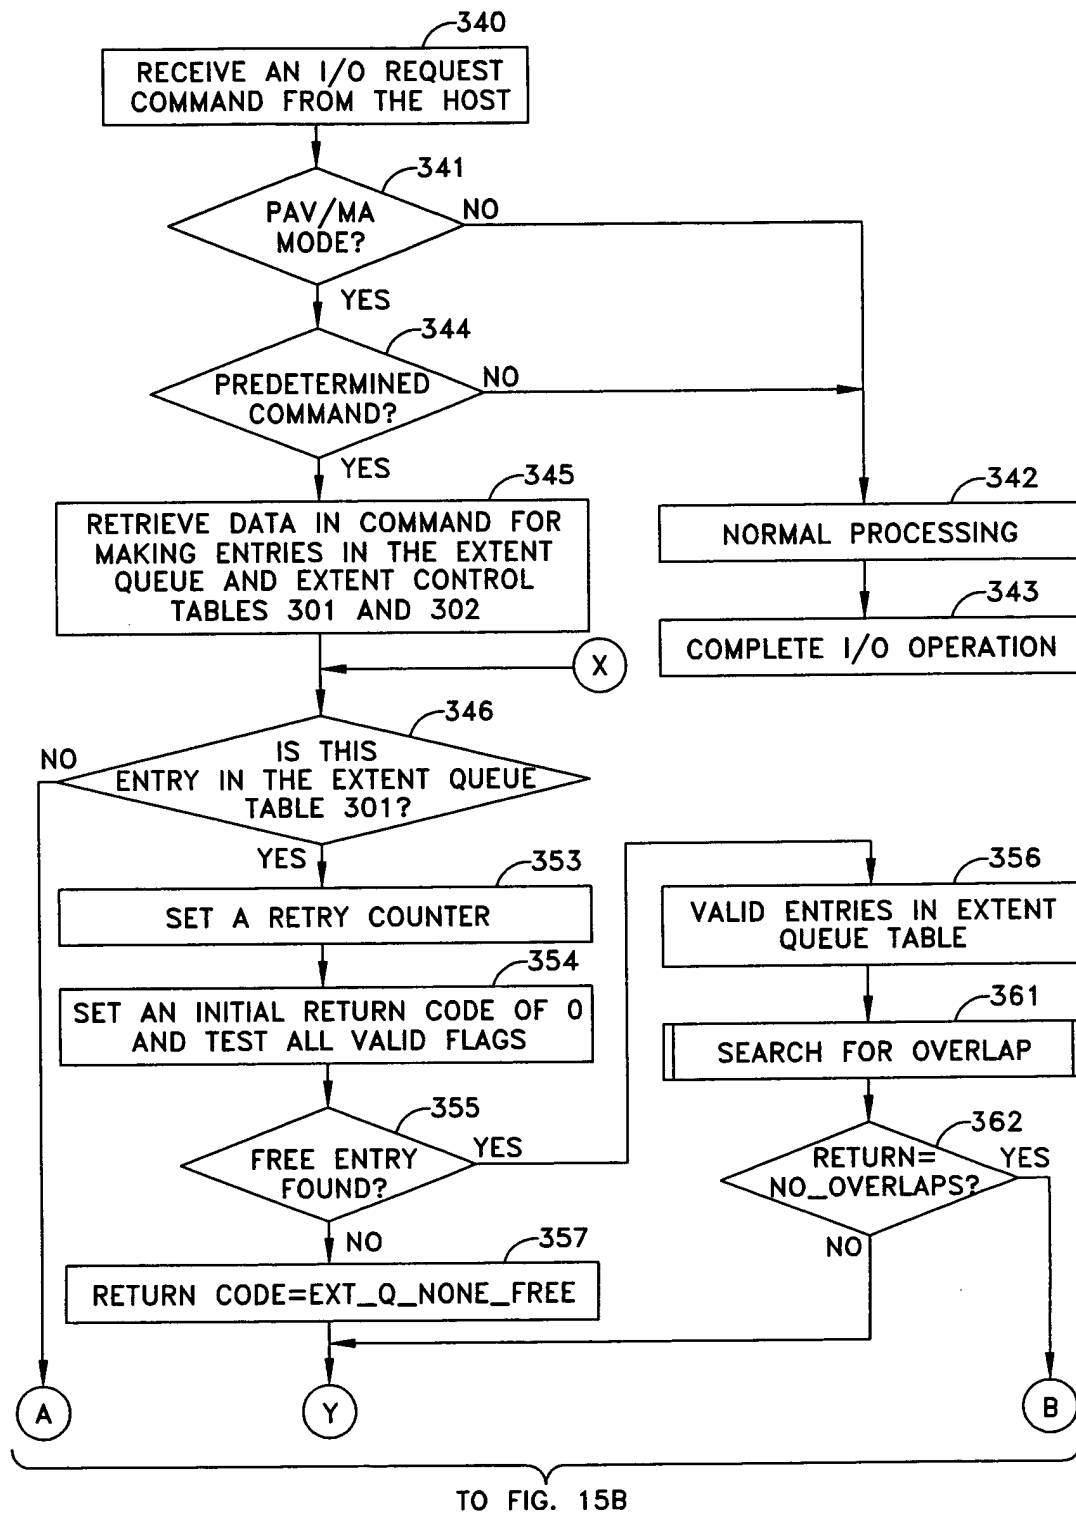 340
RECEIVE AN I/O REQUEST
COMMAND FROM THE HOST
341
PAV/MA
MODE?
NO
YES
344
PREDETERMINED
COMMAND?
NO
YES
345
RETRIEVE DATA IN COMMAND FOR
MAKING ENTRIES IN THE EXTENT
QUEUE AND EXTENT CONTROL
TABLES 301 AND 302
342
NORMAL PROCESSING
343
COMPLETE I/O OPERATION
X
346
IS THIS
ENTRY IN THE EXTENT QUEUE
TABLE 301?
NO
YES
353
SET A RETRY COUNTER
354
SET AN INITIAL RETURN CODE OF 0
AND TEST ALL VALID FLAGS
355
FREE ENTRY
FOUND?
YES
NO
357
RETURN CODE=EXT_Q_NONE_FREE
356
VALID ENTRIES IN EXTENT
QUEUE TABLE
361
SEARCH FOR OVERLAP
362
RETURN=
NO_OVERLAPS?
YES
NO
A
Y
B
TO FIG. 15B